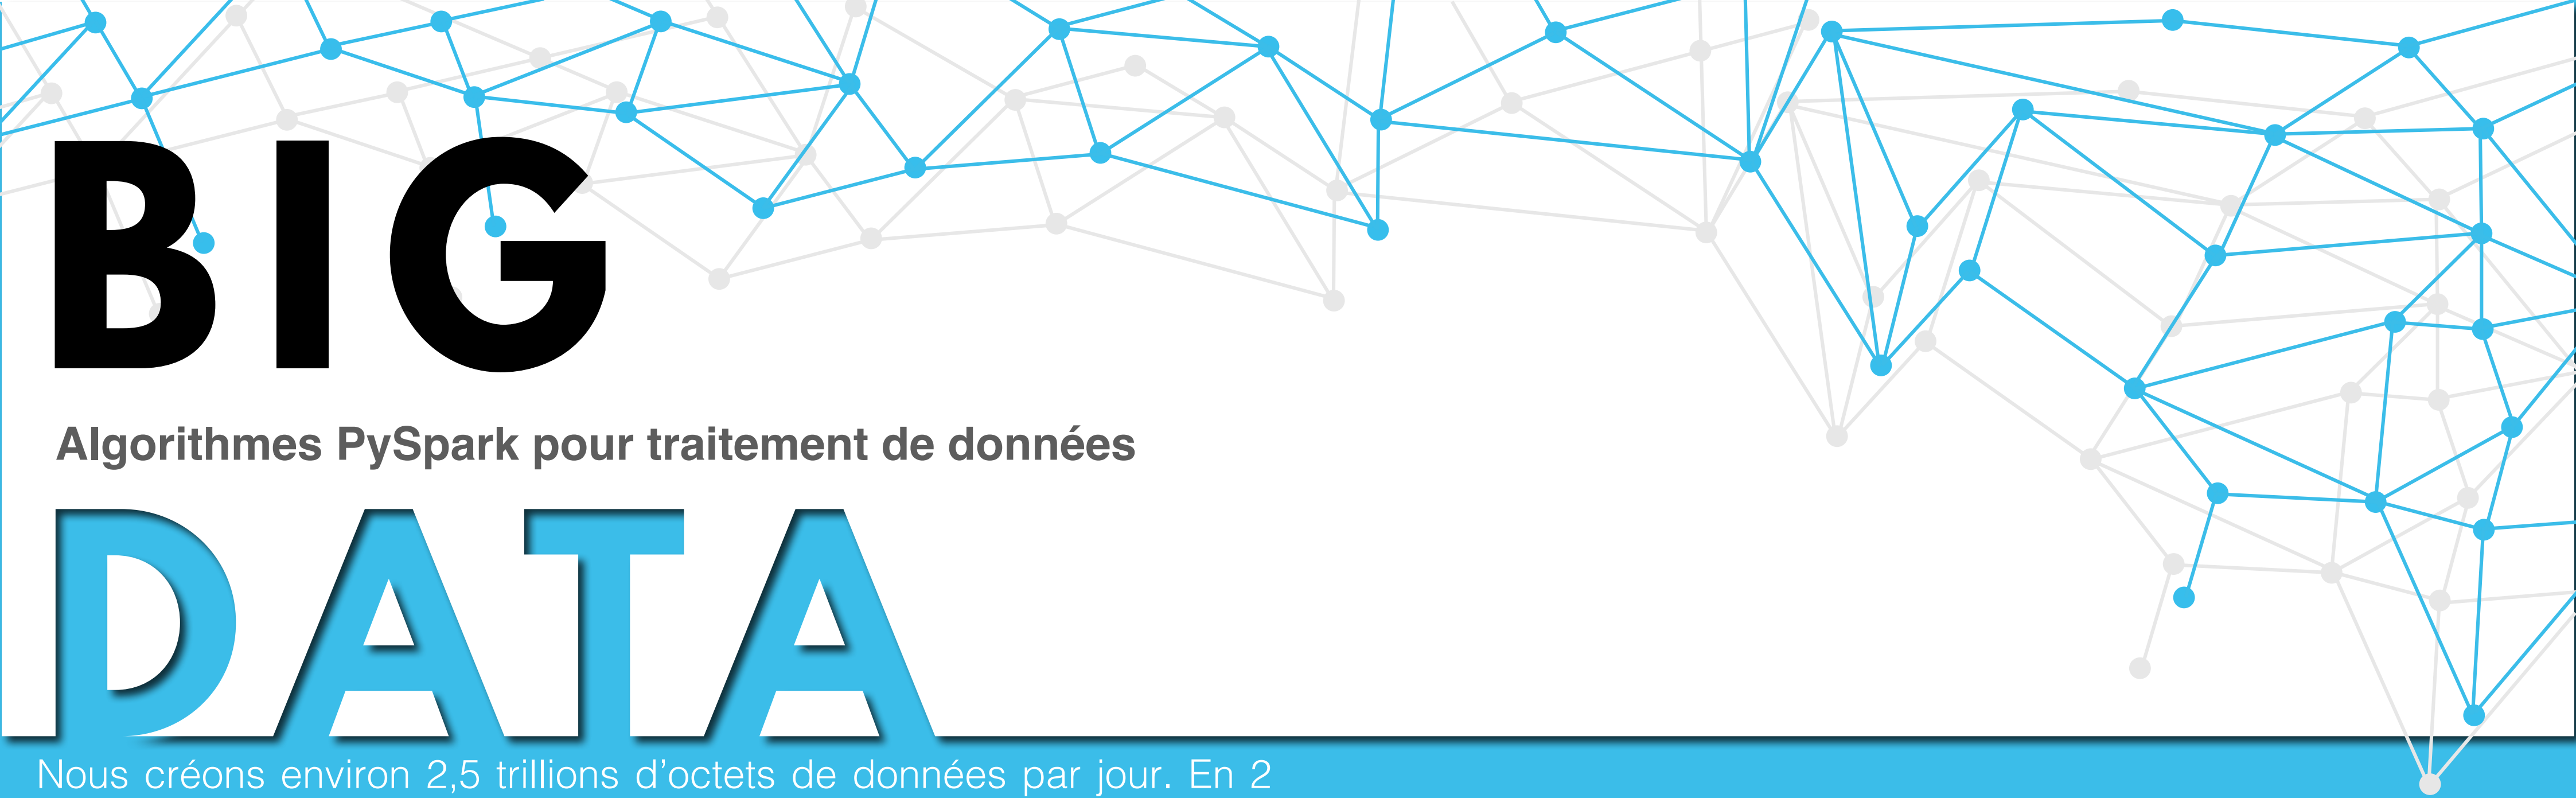 BIG
Algorithmes PySpark pour traitement de données
DATA
Nous créons environ 2,5 trillions d’octets de données par jour. En 2